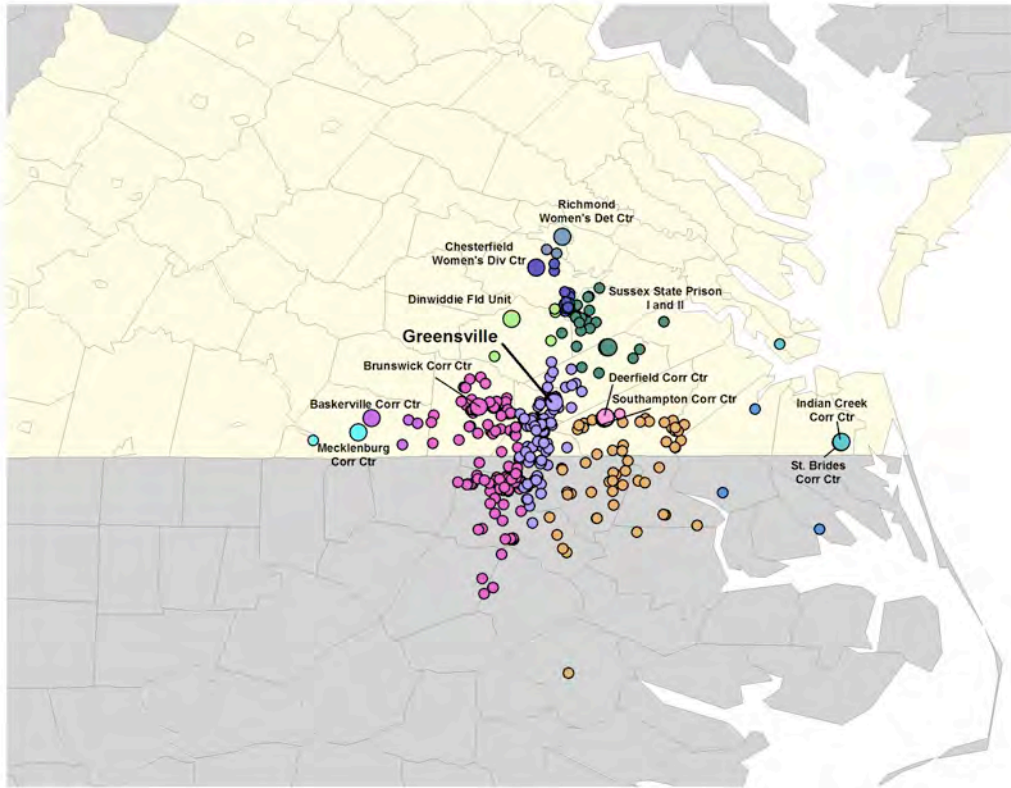 Richmond
Women's Det Ctr
Chesterfield
Women's Div Ctr
Dinwiddie Fld Unit
Sussex State Prison
I and II
Greensville
Brunswick Corr Ctr
Deerfield Corr Ctr
Southampton Corr Ctr
Baskerville Corr Ctr
Indian Creek
Corr Ctr
Mecklenburg
Corr Ctr
St. Brides
Corr Ctr